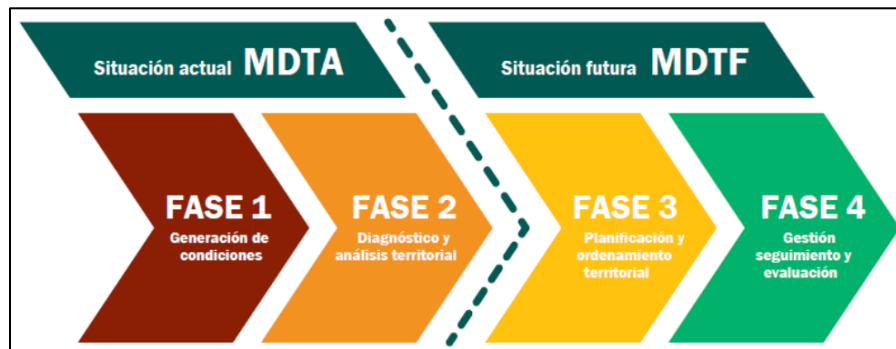 Situación actual MDTA
Situación futura MDTF
FASE 1
Generación de
condiciones
FASE 2
Diagnóstico y
análisis territorial
FASE 3
Planificación y
ordenamiento
territorial
FASE 4
Gestión
seguimiento y
evaluación